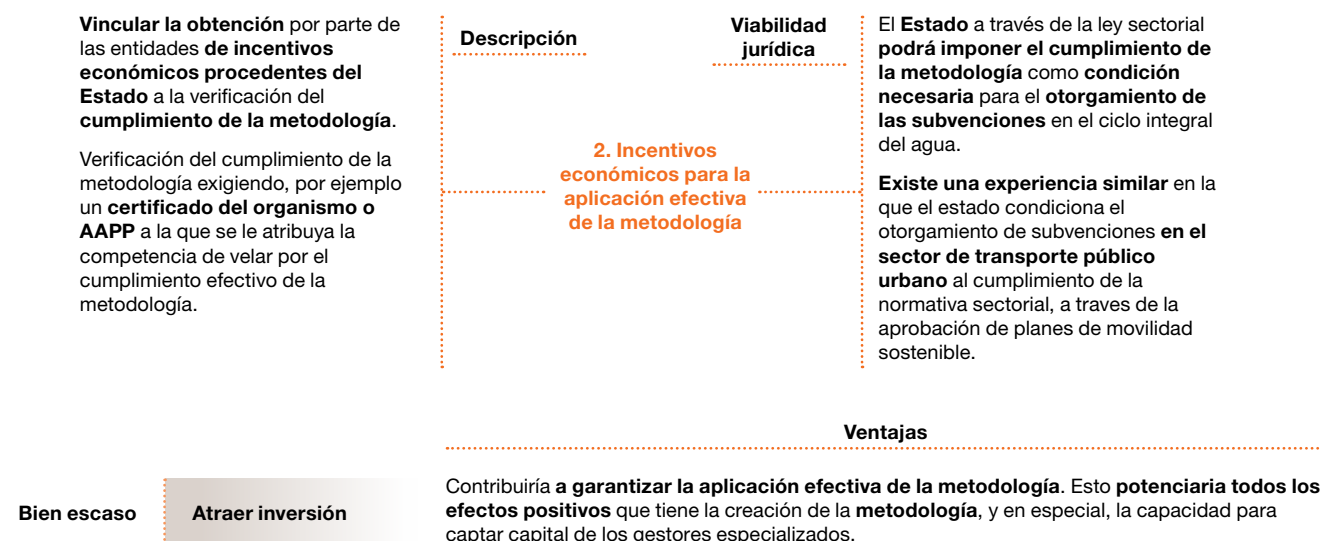 Vincular la obtención por parte de
las entidades de incentivos
económicos procedentes del
Estado a la verificación del
cumplimiento de la metodología.
Verificación del cumplimiento de la
metodología exigiendo, por ejemplo
un certificado del organismo o
AAPP a la que se le atribuya la
competencia de velar por el
cumplimiento efectivo de la
metodología.
Descripción
Viabilidad
jurídica
2. Incentivos
económicos para la
aplicación efectiva
de la metodología
El Estado a través de la ley sectorial
podrá imponer el cumplimiento de
la metodología como condición
necesaria para el otorgamiento de
las subvenciones en el ciclo integral
del agua.
Existe una experiencia similar en la
que el estado condiciona el
otorgamiento de subvenciones en el
sector de transporte público
urbano al cumplimiento de la
normativa sectorial, a traves de la
aprobación de planes de movilidad
sostenible.
Ventajas
Bien escaso
Atraer inversión
Contribuiría a garantizar la aplicación efectiva de la metodología. Esto potenciaria todos los
efectos positivos que tiene la creación de la metodología, y en especial, la capacidad para
captar capital de los gestores especializados.